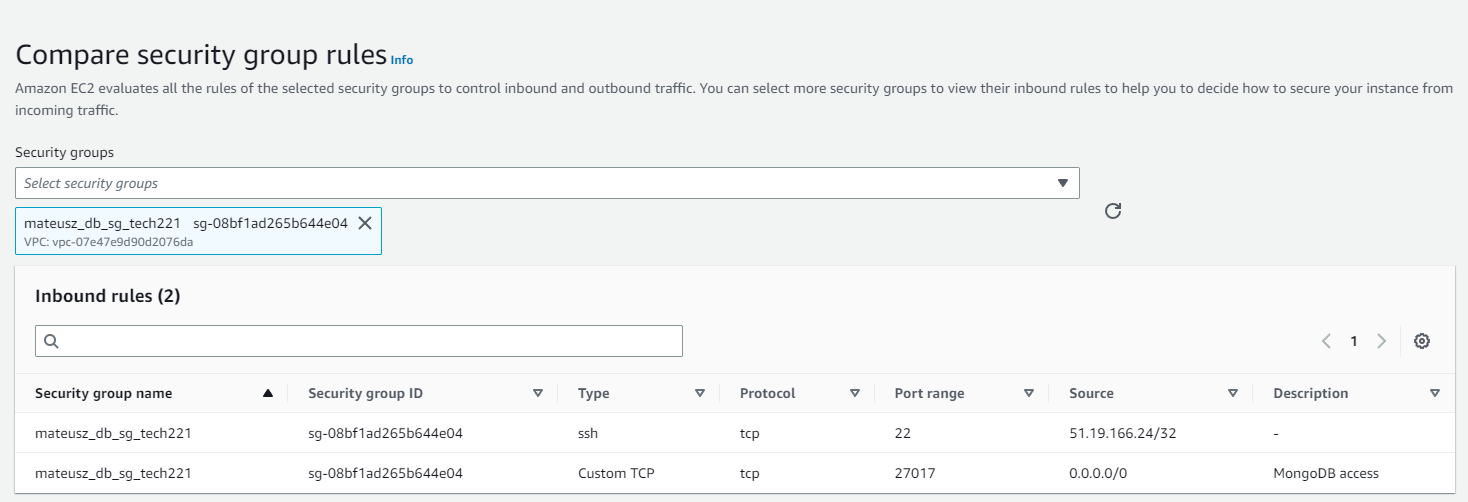 Compare security group rules Info
Amazon EC2 evaluates all the rules of the selected security groups to control inbound and outbound traffic. You can select more security groups to view their inbound rules to help you to decide how to secure your instance from
incoming traffic.
Security groups
Select security groups
mateusz_db_sg_tech221 sg-08bf1ad265b644e04
VPC: vpc-07e47e9d90d2076da
Inbound rules (2)
1
Security group name Security group ID Type Protocol Port range Source Description
mateusz_db_sg_tech221 sg-08bf1ad265b644e04 ssh tcp 22 51.19.166.24/32 -
mateusz_db_sg_tech221 sg-08bf1ad265b644e04 Custom TCP tcp 27017 0.0.0.0/0 MongoDB access